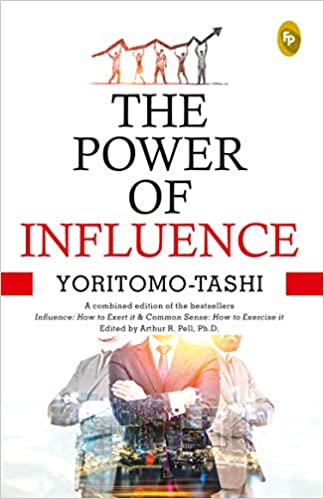 FP
THE
POWER
OF
INFLUENCE
YORITOMO-TASHI
A combined edition of the bestsellers
Influence: How to Exert it & Common Sense: How to Exercise it
Edited by Arthur R. Pell, Ph.D.